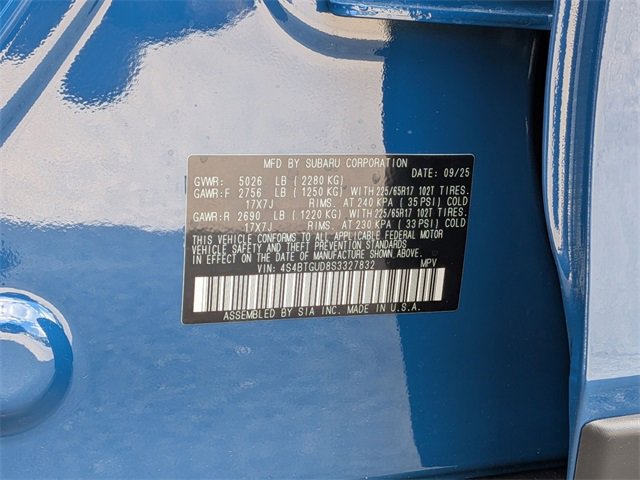 MFD BY SUBARU CORPORATION
GVWR: 5026 LB ( 2280 KG) DATE: 09/25
GAWR:F 2756 LB ( 1250 KG) WITH 225/65R17 102T TIRES.
17X7J RIMS. AT 240 KPA ( 35 PSI) COLD
GAWR:R 2690 LB ( 1220 KG) WITH 225/65R17 102T TIRES.
17X7J RIMS. AT 230 KPA ( 33 PSI) COLD
THIS VEHICLE CONFORMS TO ALL APPLICABLE FEDERAL MOTOR
VEHICLE SAFETY AND THEFT PREVENTION STANDARDS
IN EFFECT ON THE DATE OF MANUFACTURE SHOWN ABOVE.
VIN: 4S4BTGUD8S3327832 MPV
ASSEMBLED BY SIA INC. MADE IN U.S.A.